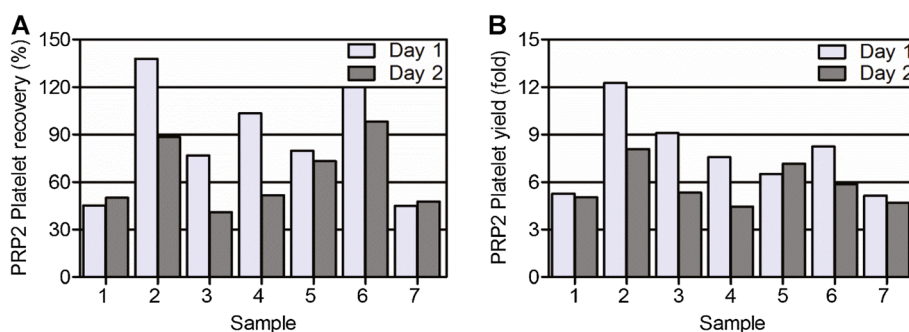 A
PRP2 Platelet recovery (%)
150
120
90
60
30
0
Day 1
Day 2
1 2 3 4 5 6 7
Sample
B
PRP2 Platelet yield (fold)
15
12
9
6
3
0
Day 1
Day 2
1 2 3 4 5 6 7
Sample